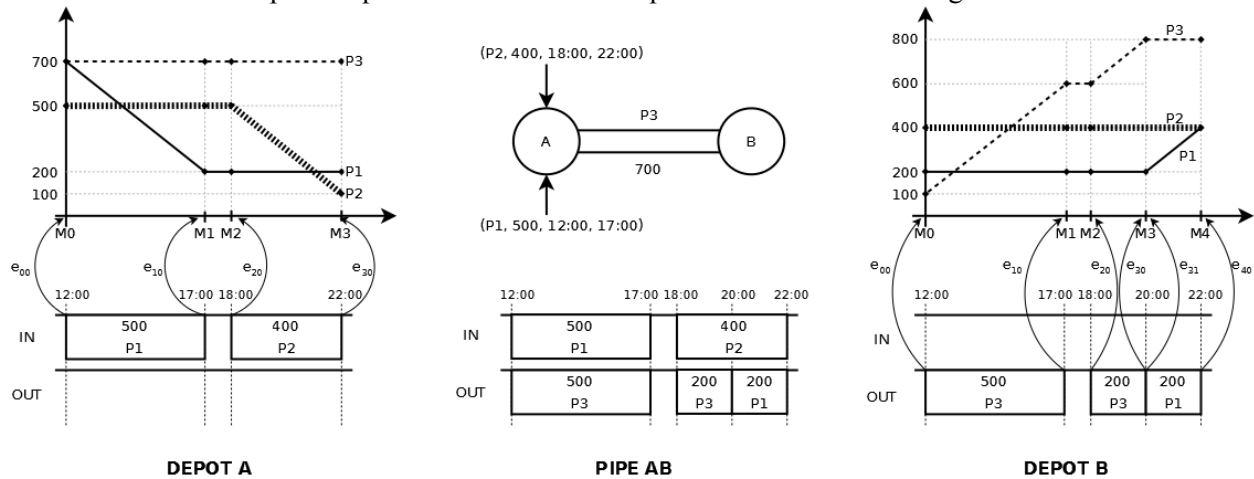 700
500
200
100
P3
P1
P2
M0
M1
M2
M3
e00
e10
e20
e30
12:00
17:00
18:00
22:00
IN
500
P1
400
P2
OUT
DEPOT A
(P2, 400, 18:00, 22:00)
A
P3
700
B
(P1, 500, 12:00, 17:00)
12:00
17:00
18:00
20:00
22:00
IN
500
P1
400
P2
OUT
500
P3
200
P3
200
P1
PIPE AB
800
600
400
200
100
P3
P2
P1
M0
M1
M2
M3
M4
e00
e10
e20
e30
e31
e40
12:00
17:00
18:00
20:00
22:00
IN
OUT
500
P3
200
P3
200
P1
DEPOT B